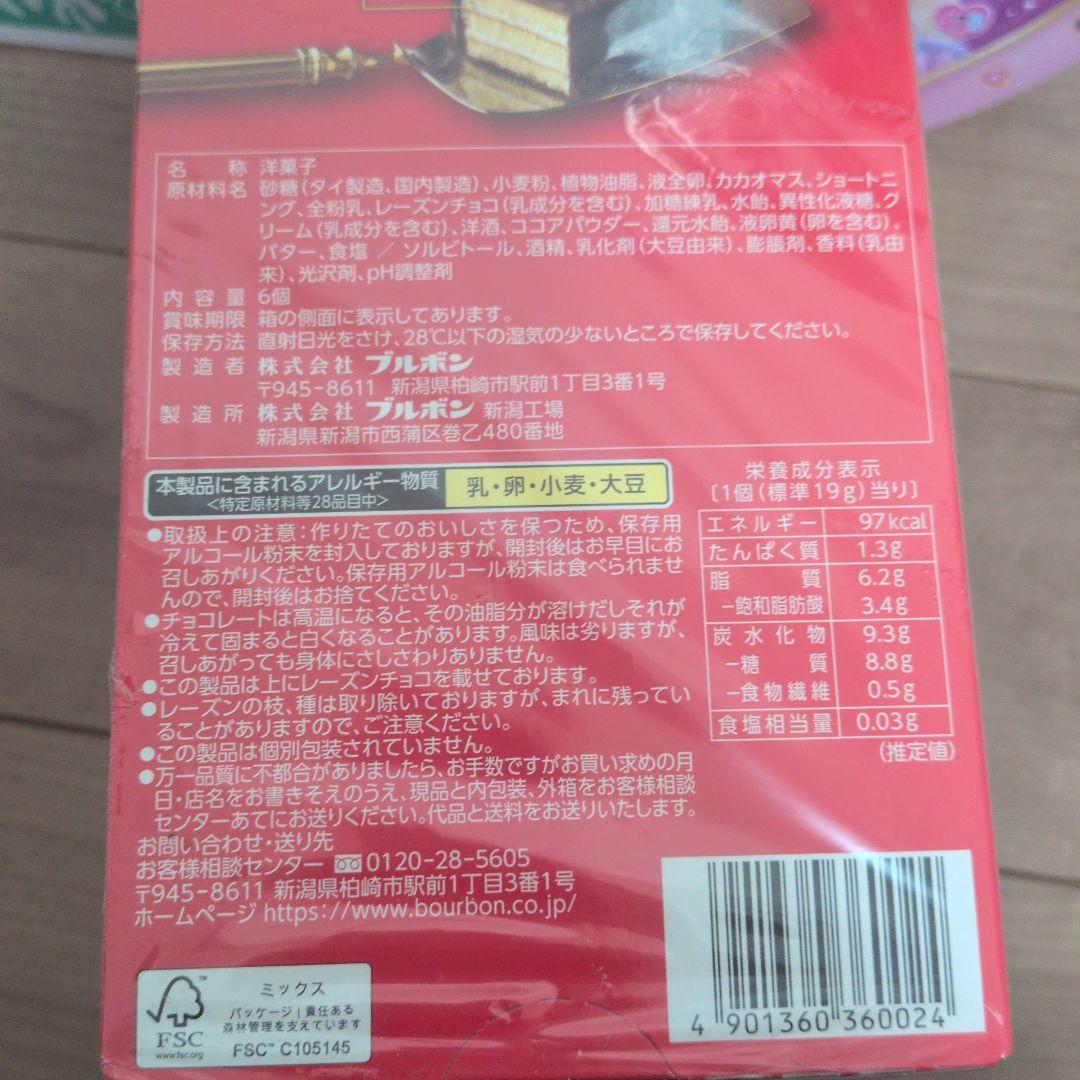 名称 洋菓子
原材料名 砂糖(タイ製造、国内製造)、小麦粉、植物油脂、液全卵、カカオマス、ショートニ
ング、全粉乳、レーズンチョコ(乳成分を含む)、加糖練乳、水飴、異性化液糖、ク
リーム(乳成分を含む)、洋酒、ココアパウダー、還元水飴、液卵黄(卵を含む)、
バター、食塩 / ソルビトール、酒精、乳化剤(大豆由来)、膨脹剤、香料(乳由
来)、光沢剤、pH調整剤
内容量 6個
賞味期限 箱の側面に表示してあります。
保存方法 直射日光をさけ、28℃以下の湿気の少ないところで保存してください。
製造者 株式会社 ブルボン
〒945-8611 新潟県柏崎市駅前1丁目3番1号
製造所 株式会社 ブルボン 新潟工場
新潟県新潟市西蒲区巻乙480番地
本製品に含まれるアレルギー物質
<特定原材料等28品目中>
乳・卵・小麦・大豆
●取扱上の注意:作りたてのおいしさを保つため、保存用
アルコール粉末を封入しておりますが、開封後はお早目にお
召しあがりください。保存用アルコール粉末は食べられませ
んので、開封後はお捨てください。
●チョコレートは高温になると、その油脂分が溶けだしそれが
冷えて固まると白くなることがあります。風味は劣りますが、
召しあがっても身体にさしさわりありません。
●この製品は上にレーズンチョコを載せております。
●レーズンの枝、種は取り除いておりますが、まれに残ってい
ることがありますので、ご注意ください。
●この製品は個別包装されていません。
●万一品質に不都合がありましたら、お手数ですがお買い求めの月
日・店名をお書きそえのうえ、現品と内包装、外箱をお客様相談
センターあてにお送りください。代品と送料をお送りいたします。
お問い合わせ・送り先
お客様相談センター 0120-28-5605
〒945-8611 新潟県柏崎市駅前1丁目3番1号
ホームページ https://www.bourbon.co.jp/
栄養成分表示
〔1個(標準19g)当り〕
エネルギー 97kcal
たんぱく質 1.3g
脂質 6.2g
-飽和脂肪酸 3.4g
炭水化物 9.3g
-糖質 8.8g
-食物繊維 0.5g
食塩相当量 0.03g
(推定値)
4 901360 360024
FSC
www.fsc.org
ミックス
パッケージ|責任ある
森林管理を支えています
FSC™ C105145